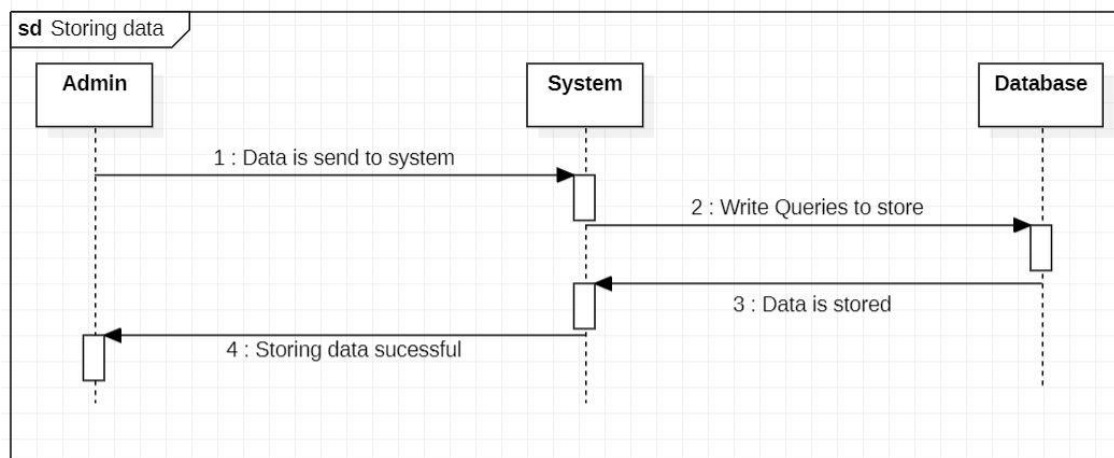 sd Storing data
Admin
System
Database
1 : Data is send to system
2 : Write Queries to store
3 : Data is stored
4 : Storing data sucessful